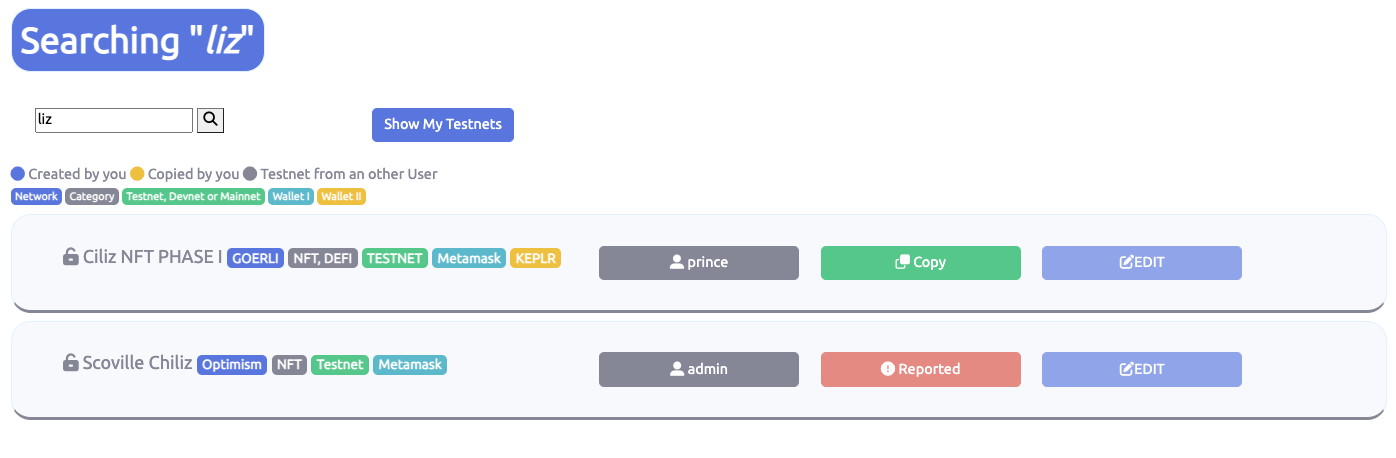 Searching "liz"
liz
Show My Testnets
Created by you Copied by you Testnet from an other User
Network Category Testnet, Devnet or Mainnet Wallet I Wallet II
Ciliz NFT PHASE I GOERLI NFT, DEFI TESTNET Metamask KEPLR prince Copy EDIT
Scoville Chiliz Optimism NFT Testnet Metamask admin Reported EDIT